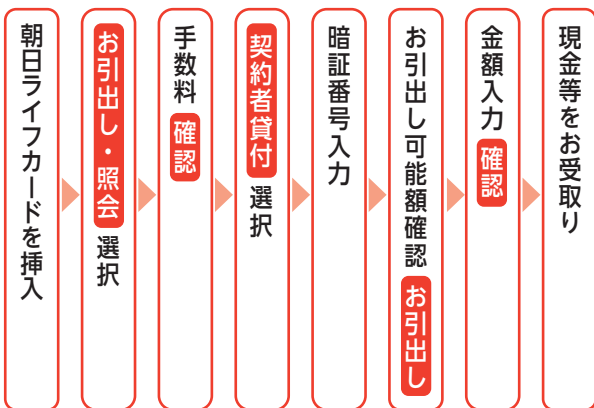 朝日ライフカードを挿入
お引出し・照会 選択
手数料 確認
契約者貸付 選択
暗証番号入力
お引出し可能額確認 お引出し
金額入力 確認
現金等をお受取り